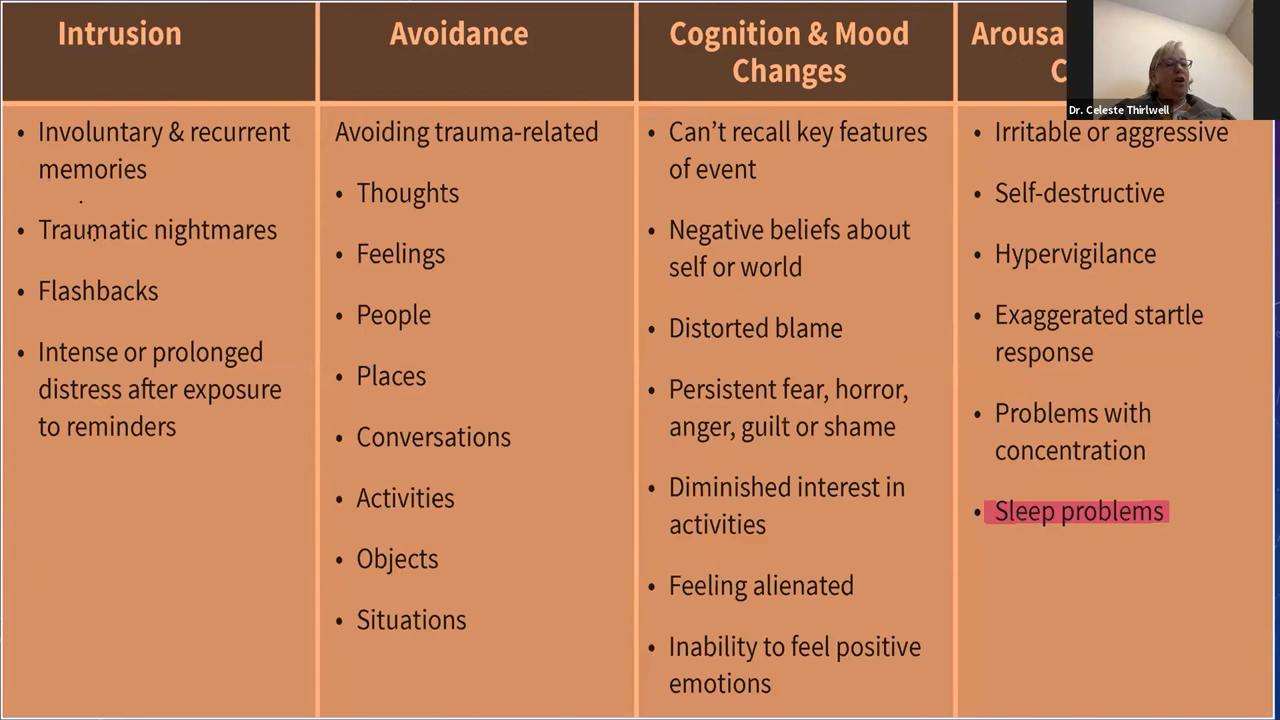 Intrusion
• Involuntary & recurrent
memories
• Traumatic nightmares
• Flashbacks
• Intense or prolonged
distress after exposure
to reminders
Avoidance
Avoiding trauma-related
• Thoughts
• Feelings
• People
• Places
• Conversations
• Activities
• Objects
• Situations
Cognition & Mood
Changes
• Can’t recall key features
of event
• Negative beliefs about
self or world
• Distorted blame
• Persistent fear, horror,
anger, guilt or shame
• Diminished interest in
activities
• Feeling alienated
• Inability to feel positive
emotions
Arousa
C
• Irritable or aggressive
• Self-destructive
• Hypervigilance
• Exaggerated startle
response
• Problems with
concentration
• Sleep problems
Dr. Celeste Thirlwell